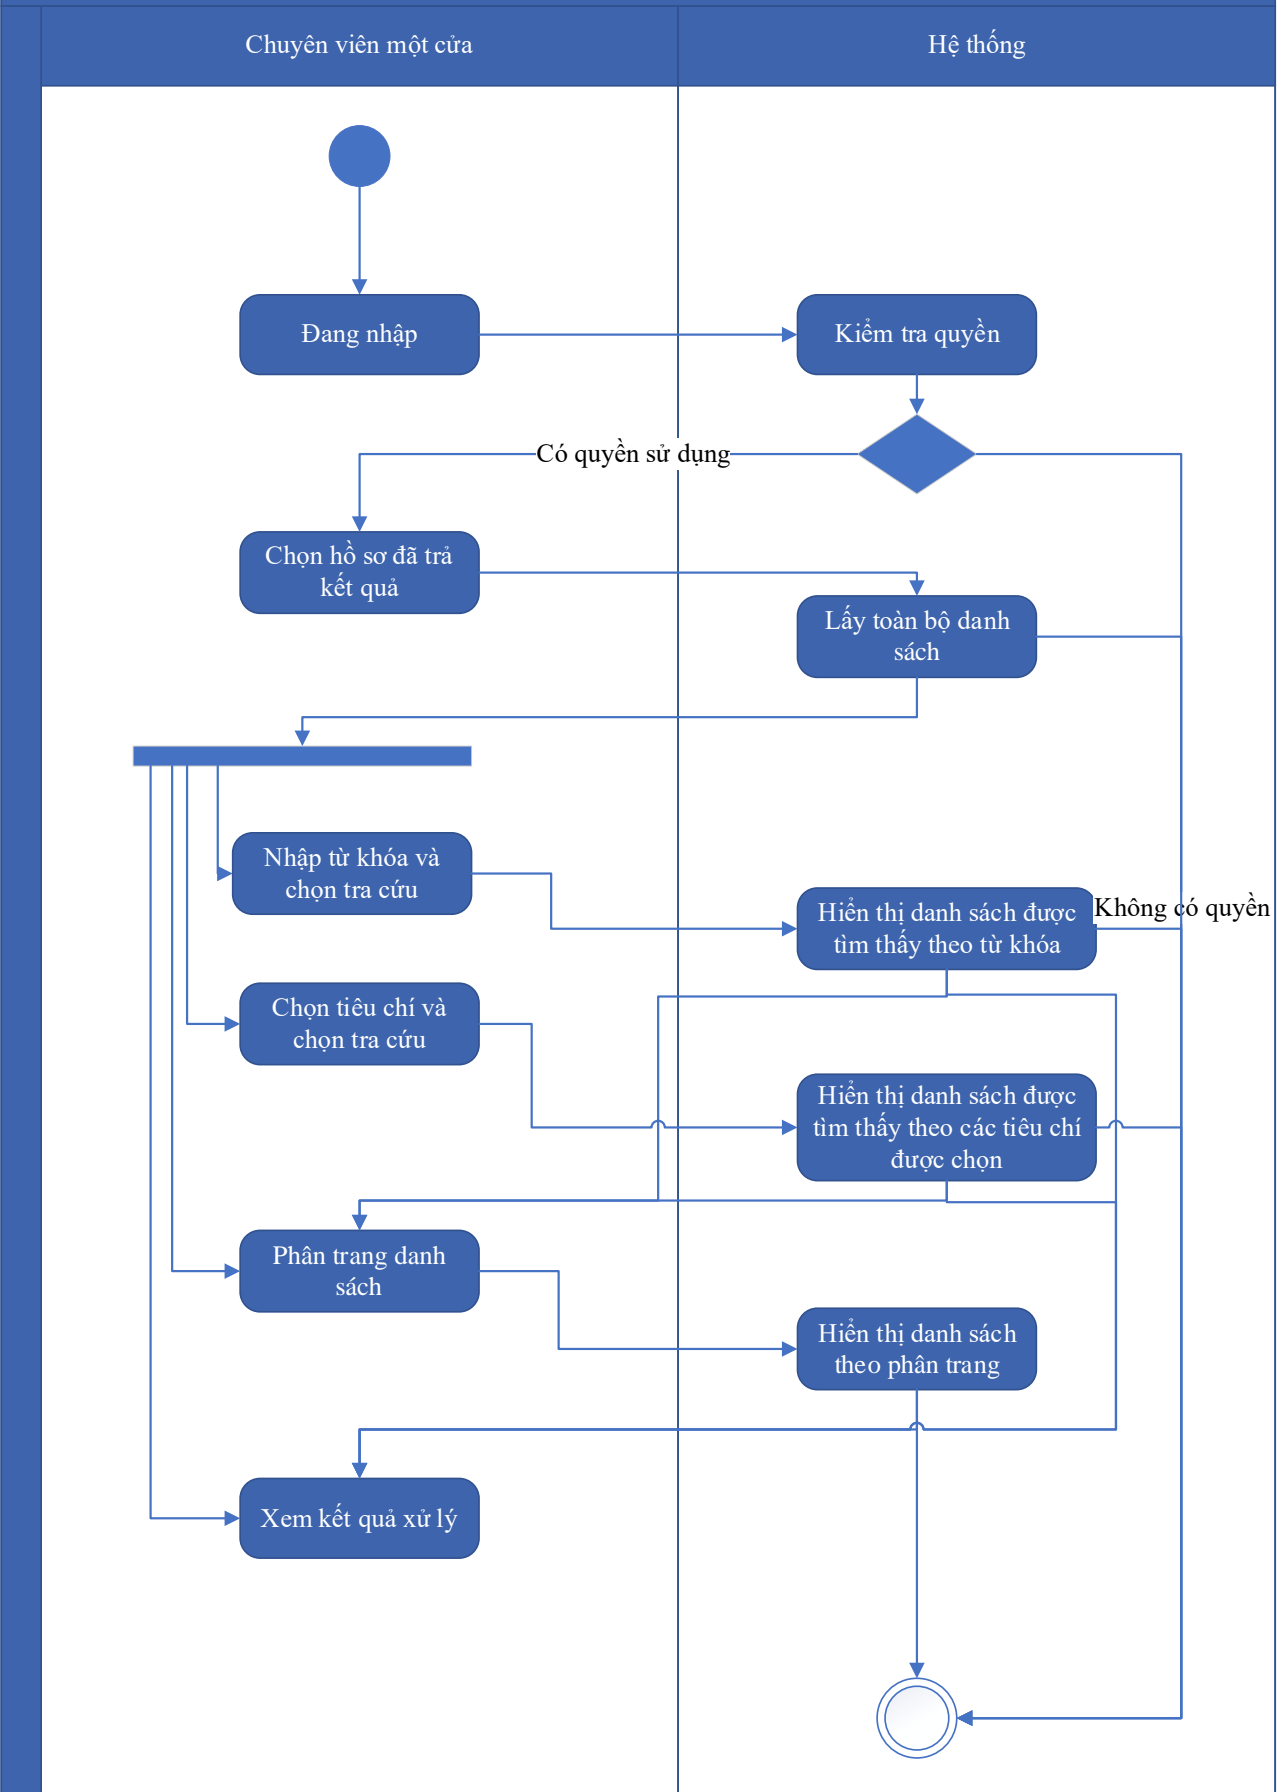 Chuyên viên một cửa
Hệ thống
Đang nhập
Kiểm tra quyền
Có quyền sử dụng
Chọn hồ sơ đã trả
kết quả
Lấy toàn bộ danh
sách
Nhập từ khóa và
chọn tra cứu
Hiển thị danh sách được
tìm thấy theo từ khóa
Không có quyền
Chọn tiêu chí và
chọn tra cứu
Hiển thị danh sách được
tìm thấy theo các tiêu chí
được chọn
Phân trang danh
sách
Hiển thị danh sách
theo phân trang
Xem kết quả xử lý